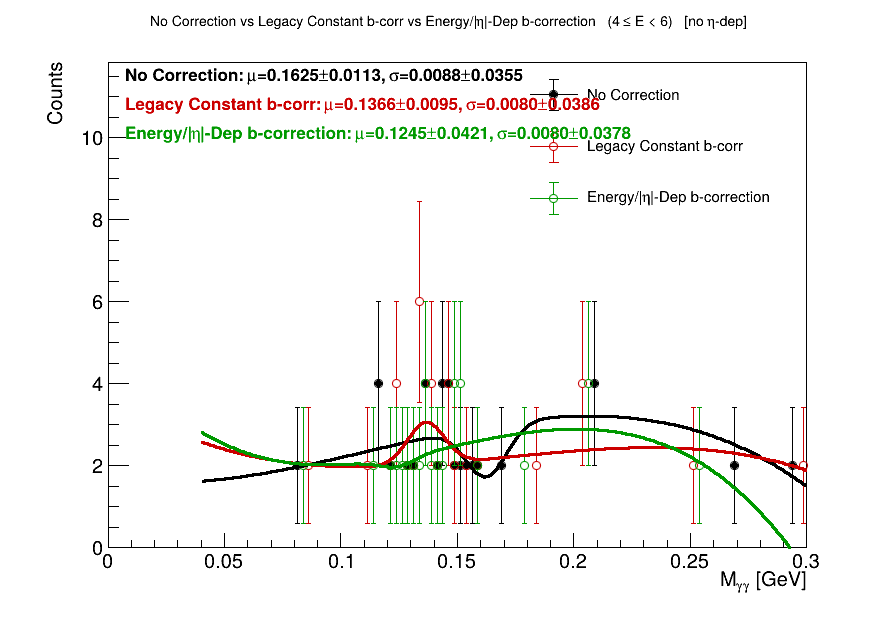 No Correction vs Legacy Constant b-corr vs Energy/|η|-Dep b-correction (4 ≤ E < 6) [no η-dep]
Counts
No Correction: μ=0.1625±0.0113, σ=0.0088±0.0355
Legacy Constant b-corr: μ=0.1366±0.0095, σ=0.0080±0.0386
Energy/|η|-Dep b-correction: μ=0.1245±0.0421, σ=0.0080±0.0378
No Correction
Legacy Constant b-corr
Energy/|η|-Dep b-correction
10
8
6
4
2
0
0 0.05 0.1 0.15 0.2 0.25 0.3
Mγγ [GeV]